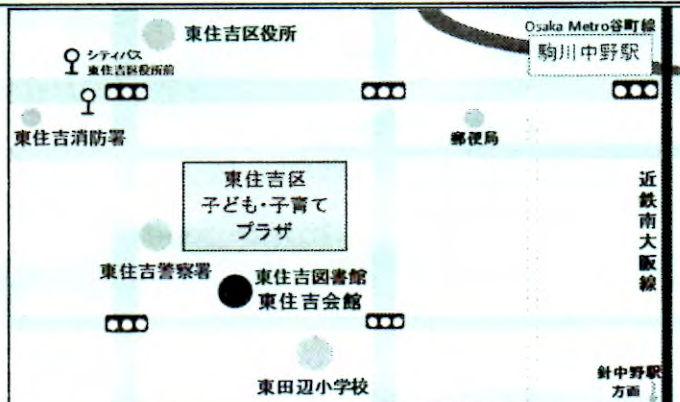 東住吉区役所
Osaka Metro谷町線
駒川中野駅
シティバス
東住吉区役所前
東住吉消防署
郵便局
東住吉区
子ども・子育て
プラザ
近鉄南大阪線
東住吉警察署
東住吉図書館
東住吉会館
東田辺小学校
針中野駅
方面